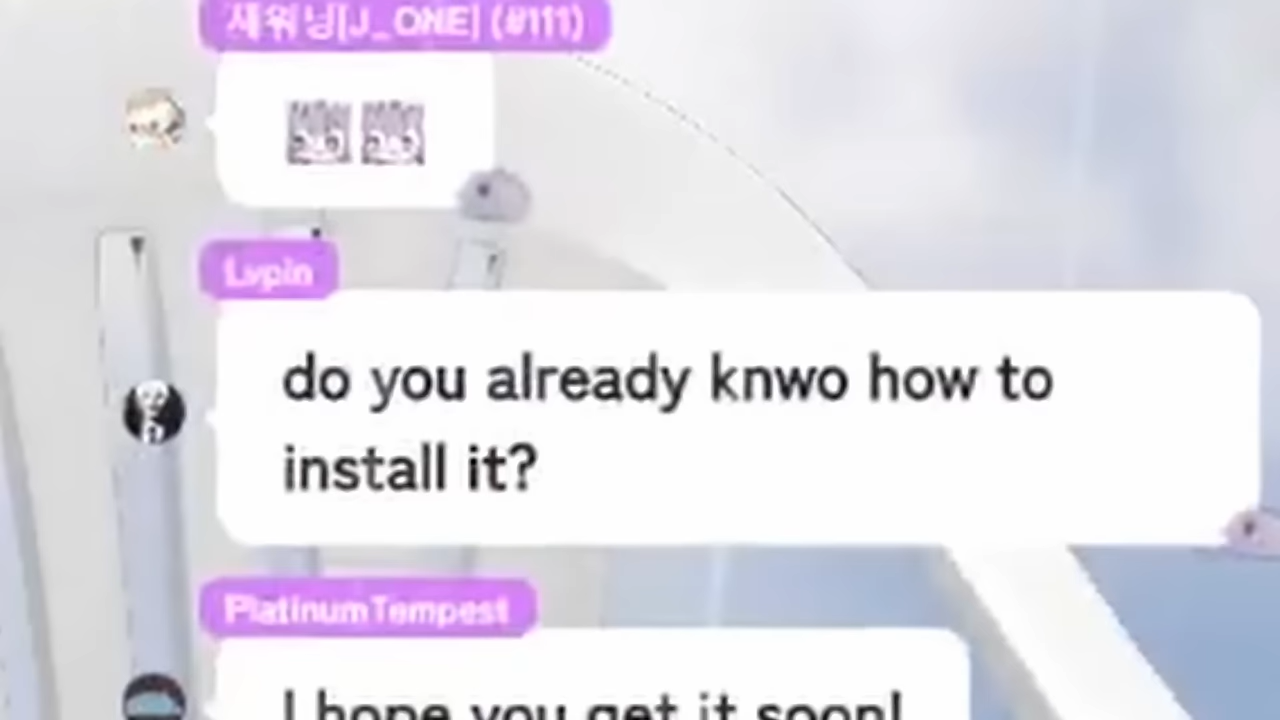 재워닝[J_ONE] (#111)
Lvpin
do you already knwo how to
install it?
PlatinumTempest
I hope you get it soon!